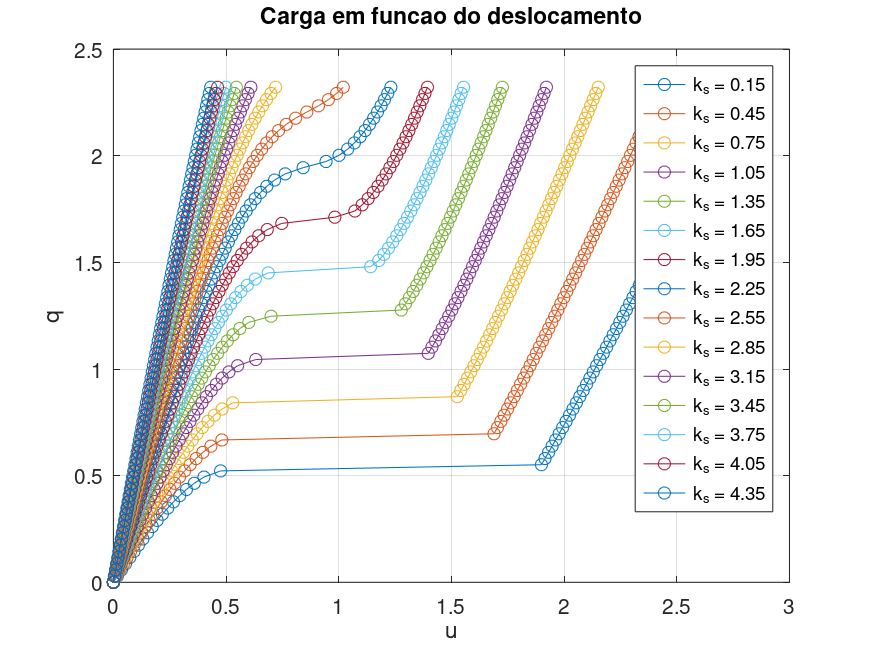 Carga em funcao do deslocamento
2.5
2
1.5
1
0.5
0
q
0
0.5
1
1.5
2
2.5
3
u
kₛ = 0.15
kₛ = 0.45
kₛ = 0.75
kₛ = 1.05
kₛ = 1.35
kₛ = 1.65
kₛ = 1.95
kₛ = 2.25
kₛ = 2.55
kₛ = 2.85
kₛ = 3.15
kₛ = 3.45
kₛ = 3.75
kₛ = 4.05
kₛ = 4.35